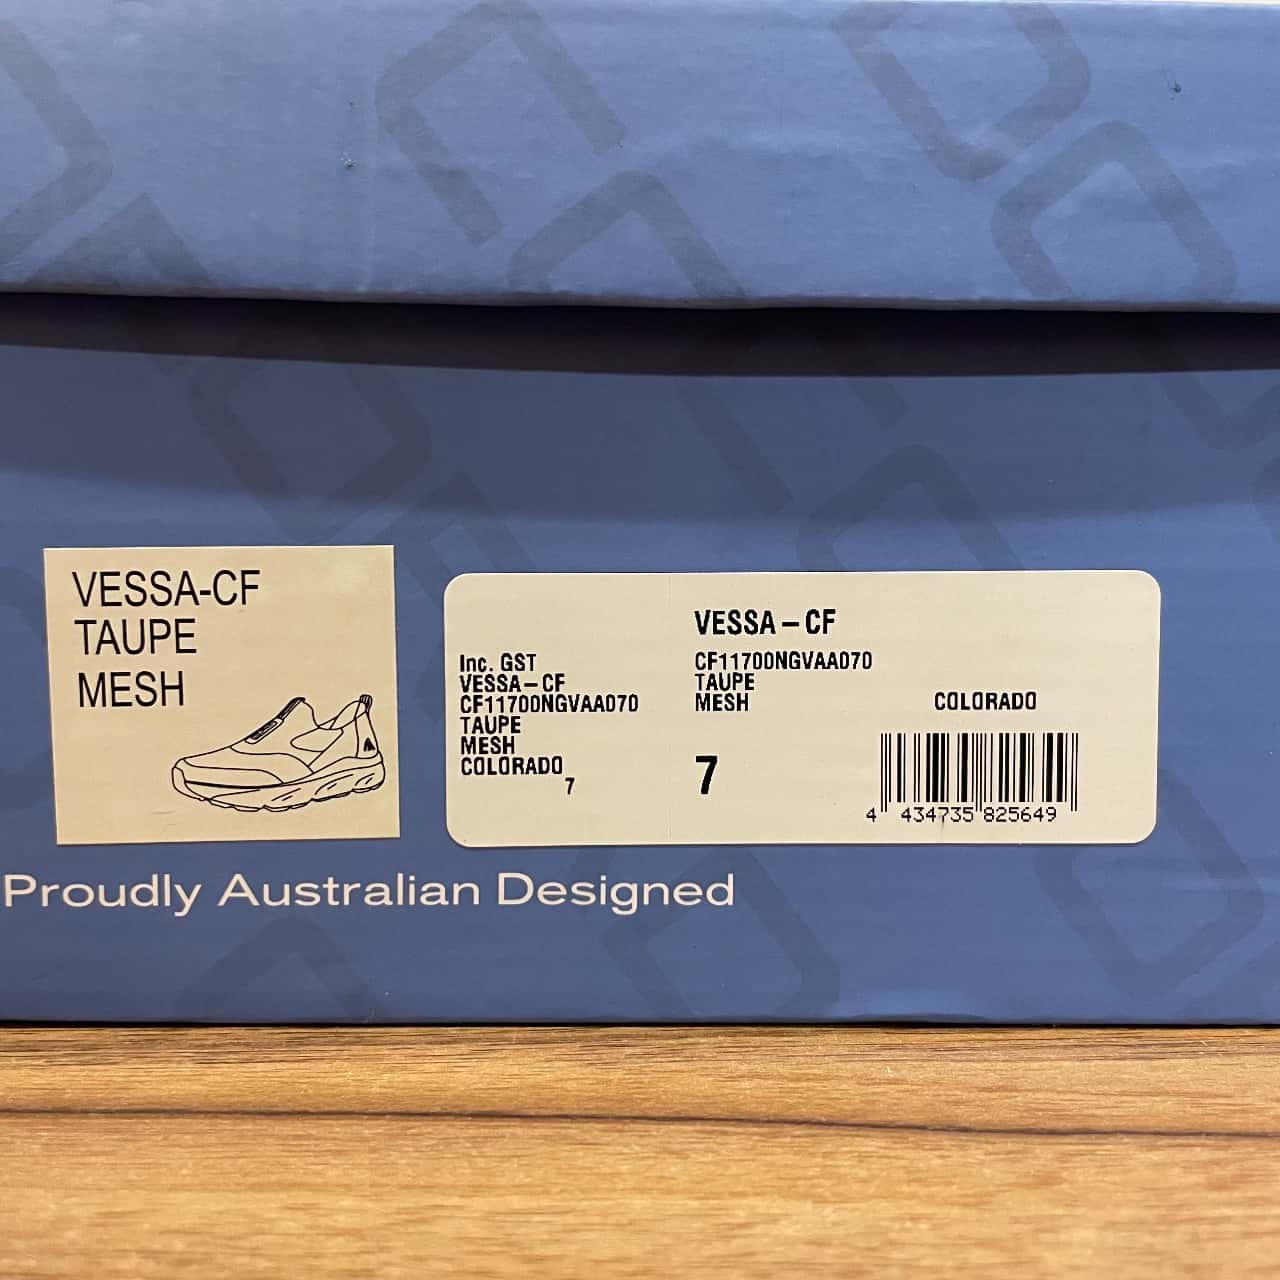 VESSA-CF
TAUPE
MESH
Inc. GST
VESSA-CF
CF11700NGVAA070
TAUPE
MESH
COLORADO
7
VESSA-CF
CF11700NGVAA070
TAUPE
MESH
7
COLORADO
4 434735 825649
Proudly Australian Designed